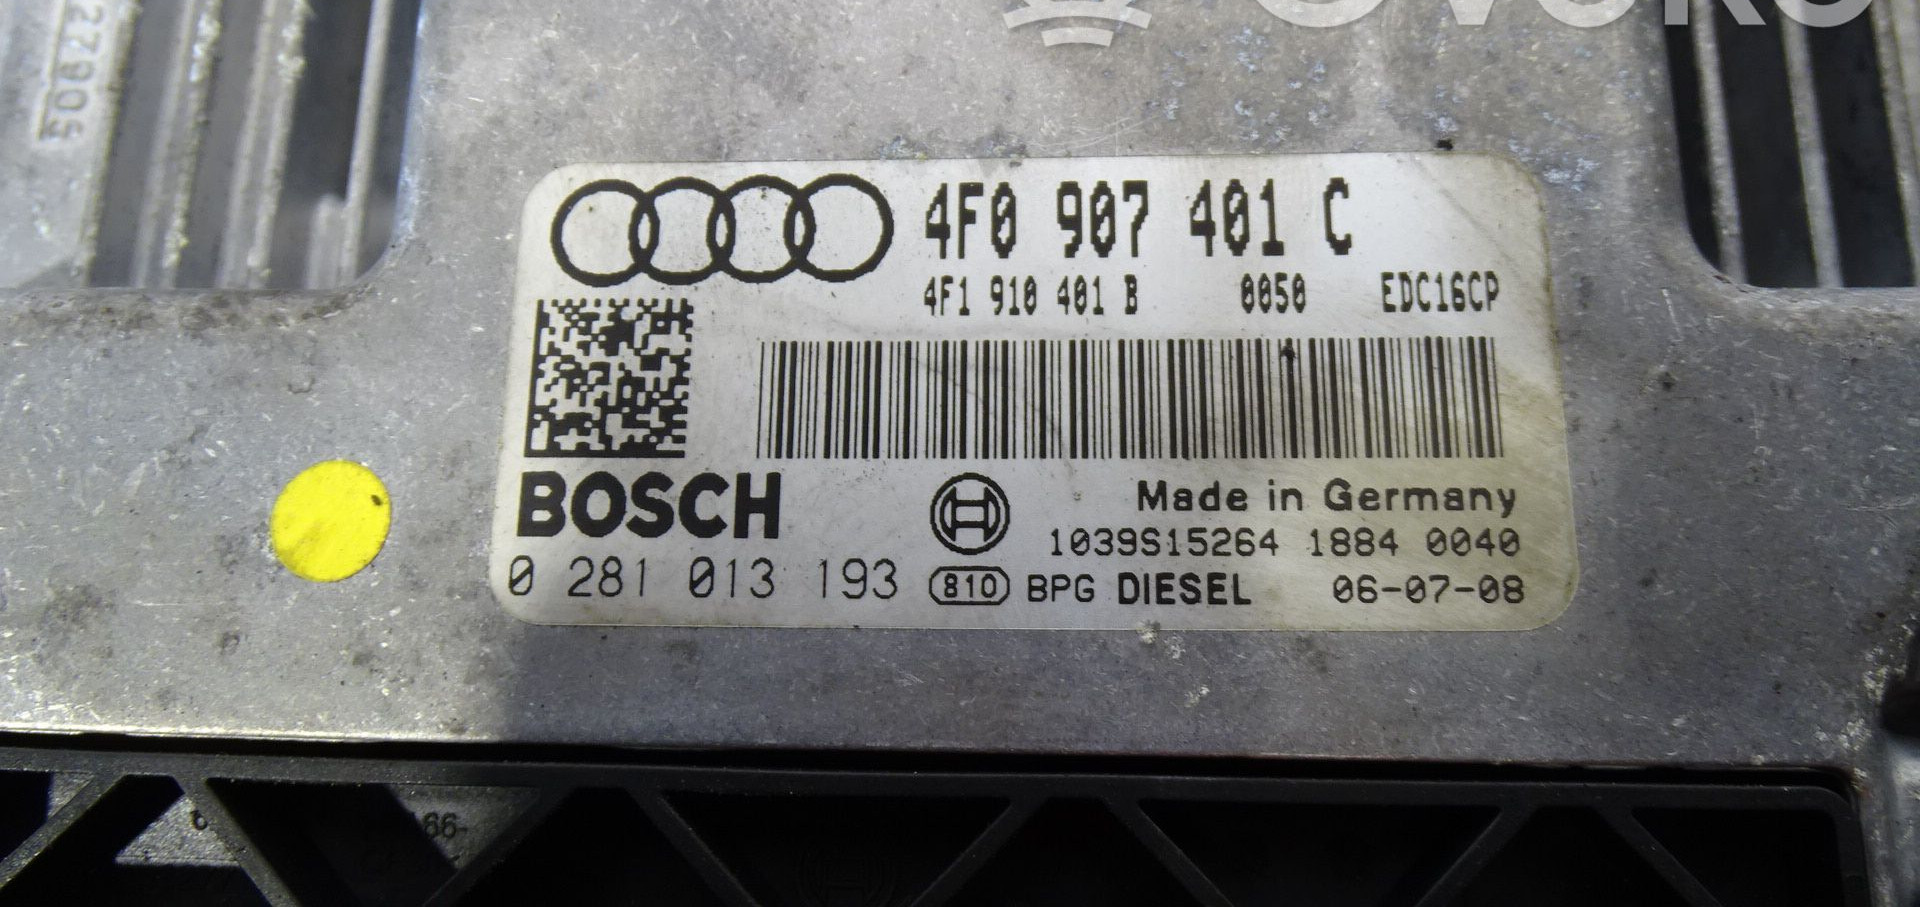 4F0 907 401 C
4F1 910 401 B 0050 EDC16CP
BOSCH
Made in Germany
1039S15264 1884 0040
0 281 013 193 810 BPG DIESEL 06-07-08